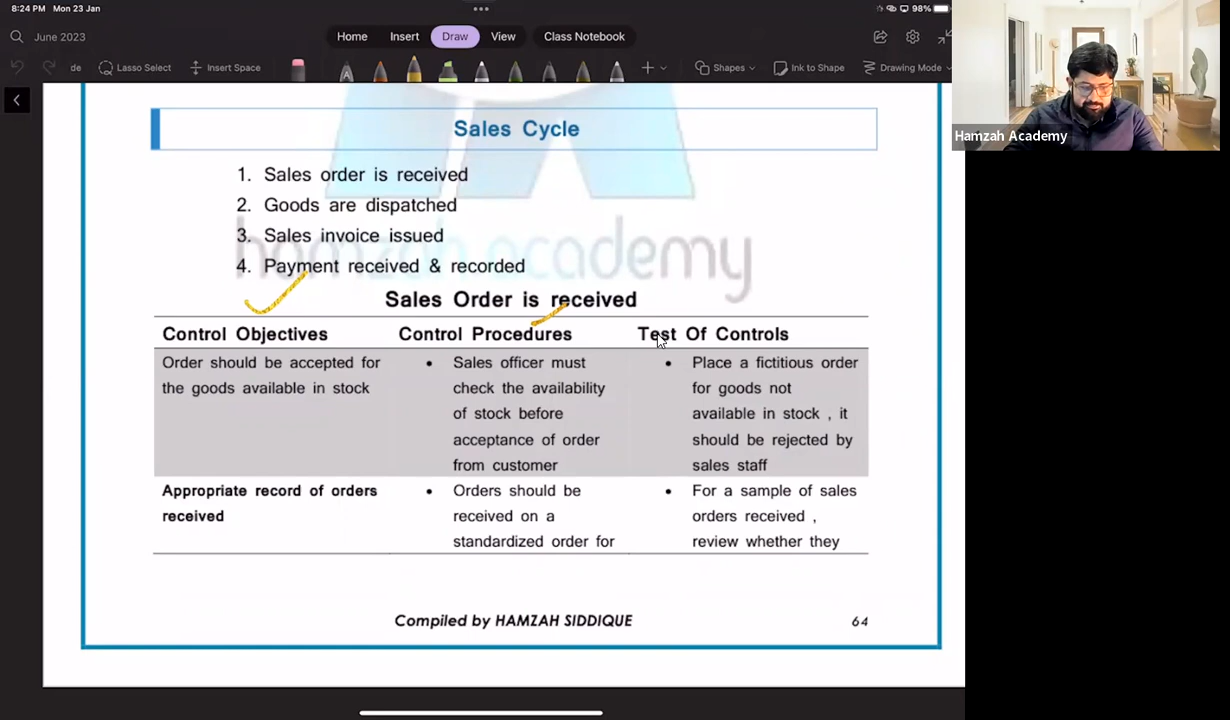 8:24 PM Mon 23 Jan
98%
June 2023
Home Insert Draw View Class Notebook
de Lasso Select Insert Space Shapes Ink to Shape Drawing Mode
Hamzah Academy
Sales Cycle
1. Sales order is received
2. Goods are dispatched
3. Sales invoice issued
hamzah academy
4. Payment received & recorded
Sales Order is received
Control Objectives Control Procedures Test Of Controls
Order should be accepted for
the goods available in stock
• Sales officer must
check the availability
of stock before
acceptance of order
from customer
• Place a fictitious order
for goods not
available in stock , it
should be rejected by
sales staff
Appropriate record of orders
received
• Orders should be
received on a
standardized order for
• For a sample of sales
orders received ,
review whether they
Compiled by HAMZAH SIDDIQUE 64